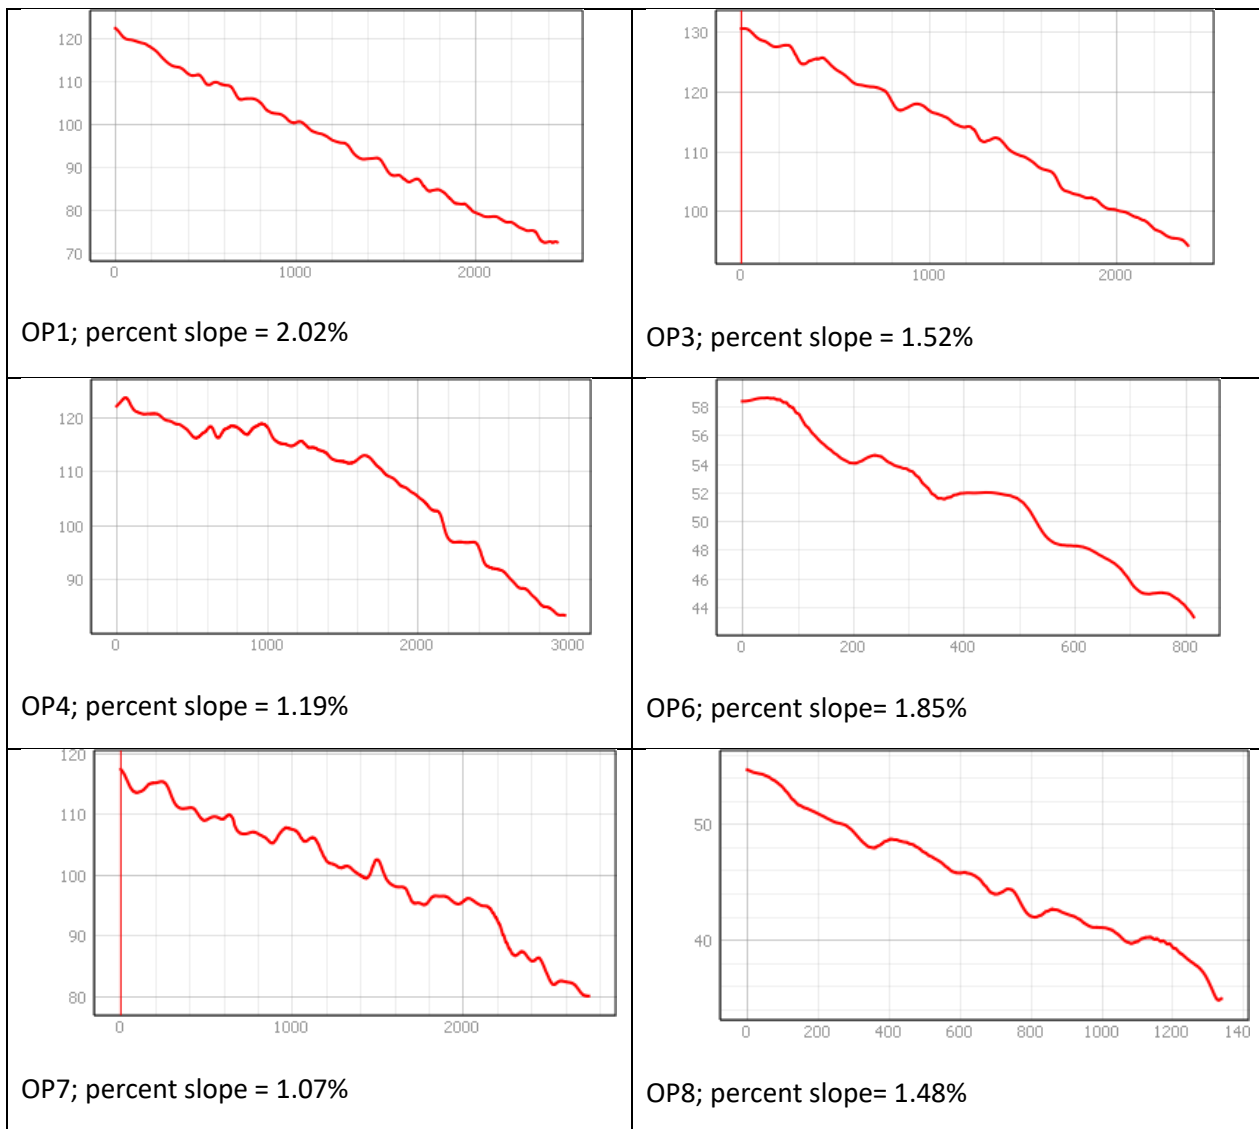 120
110
100
90
80
70
0 1000 2000
OP1; percent slope = 2.02%
130
120
110
100
0 1000 2000
OP3; percent slope = 1.52%
120
110
100
90
0 1000 2000 3000
OP4; percent slope = 1.19%
58
56
54
52
50
48
46
44
0 200 400 600 800
OP6; percent slope= 1.85%
120
110
100
90
80
0 1000 2000
OP7; percent slope = 1.07%
50
40
0 200 400 600 800 1000 1200 140
OP8; percent slope= 1.48%